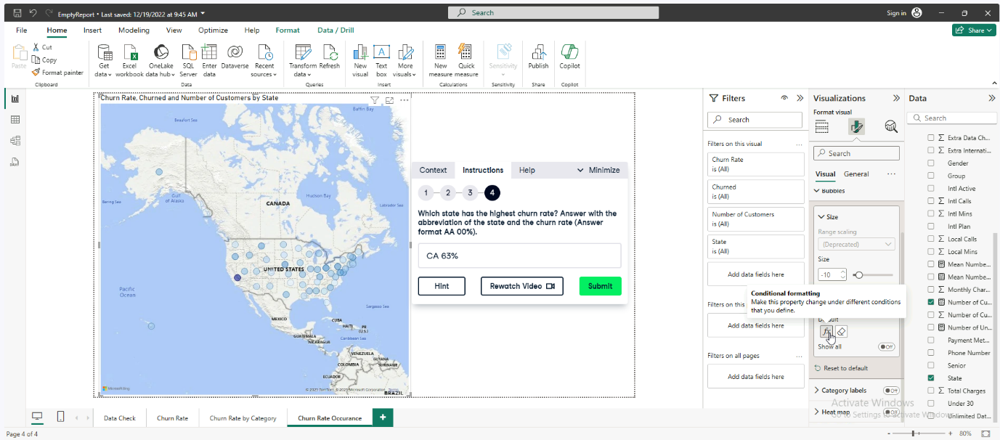 EmptyReport • Last saved: 12/19/2022 at 9:45 AM
Search
Sign in
File Home Insert Modeling View Optimize Help Format Data / Drill
Share
Paste
Cut
Copy
Format painter
Clipboard
Get data
Excel workbook
OneLake data hub
SQL Server
Enter data
Dataverse
Recent sources
Data
Transform data
Refresh
Queries
New visual
Text box
More visuals
Insert
New measure
Quick measure
Calculations
Sensitivity
Sensitivity
Publish
Share
Copilot
Copilot
Churn Rate, Churned and Number of Customers by State
Baffin Bay
Beaufort Sea
Gulf of Alaska
Bering Sea
Hudson Bay
CANADA
Labrador Sea
UNITED STATES
Pacific Ocean
Sargasso Sea
MEXICO
CUBA
HAITI
PR (U.S.)
GUATEMALA
Caribbean Sea
NICARAGUA
VENEZUELA
GUYANA
COLOMBIA
SURINAME
ECUADOR
Microsoft Bing
© 2025 TomTom, © 2025 Microsoft Corporation Terms
BRAZIL
Context Instructions Help Minimize
1 2 3 4
Which state has the highest churn rate? Answer with the
abbreviation of the state and the churn rate (Answer
format AA 00%).
CA 63%
Hint
Rewatch Video
Submit
Filters
Search
Filters on this visual
Churn Rate
is (All)
Churned
is (All)
Number of Customers
is (All)
State
is (All)
Add data fields here
Filters on this
Add data fields here
Filters on all pages
Add data fields here
Visualizations
Format visual
Search
Visual General
Bubbles
Size
Range scaling
(Deprecated)
Size
-10
Conditional formatting
Make this property change under different conditions
that you define.
fx
Show all Off
Reset to default
Category labels Off
Heat map Off
Data
Search
Extra Data Ch...
Extra Internati...
Gender
Group
Intl Active
Intl Calls
Intl Mins
Intl Plan
Local Calls
Local Mins
Mean Numbe...
Mean Numbe...
Monthly Char...
Number of Cu...
Number of Cu...
Number of Un...
Payment Met...
Phone Number
Senior
State
Total Charges
Under 30
Unlimited Dat...
Activate Windows
Go to Settings to activate Windows.
Data Check
Churn Rate
Churn Rate by Category
Churn Rate Occurance
+
Page 4 of 4
- + 80%